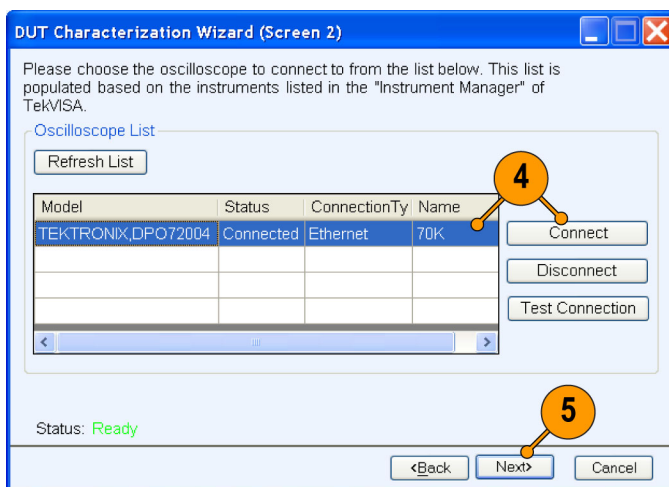 DUT Characterization Wizard (Screen 2)
Please choose the oscilloscope to connect to from the list below. This list is
populated based on the instruments listed in the "Instrument Manager" of
TekVISA.
Oscilloscope List
Refresh List
4
Model Status ConnectionTy Name
TEKTRONIX,DPO72004 Connected Ethernet 70K
Connect
Disconnect
Test Connection
5
Status: Ready
<Back Next> Cancel